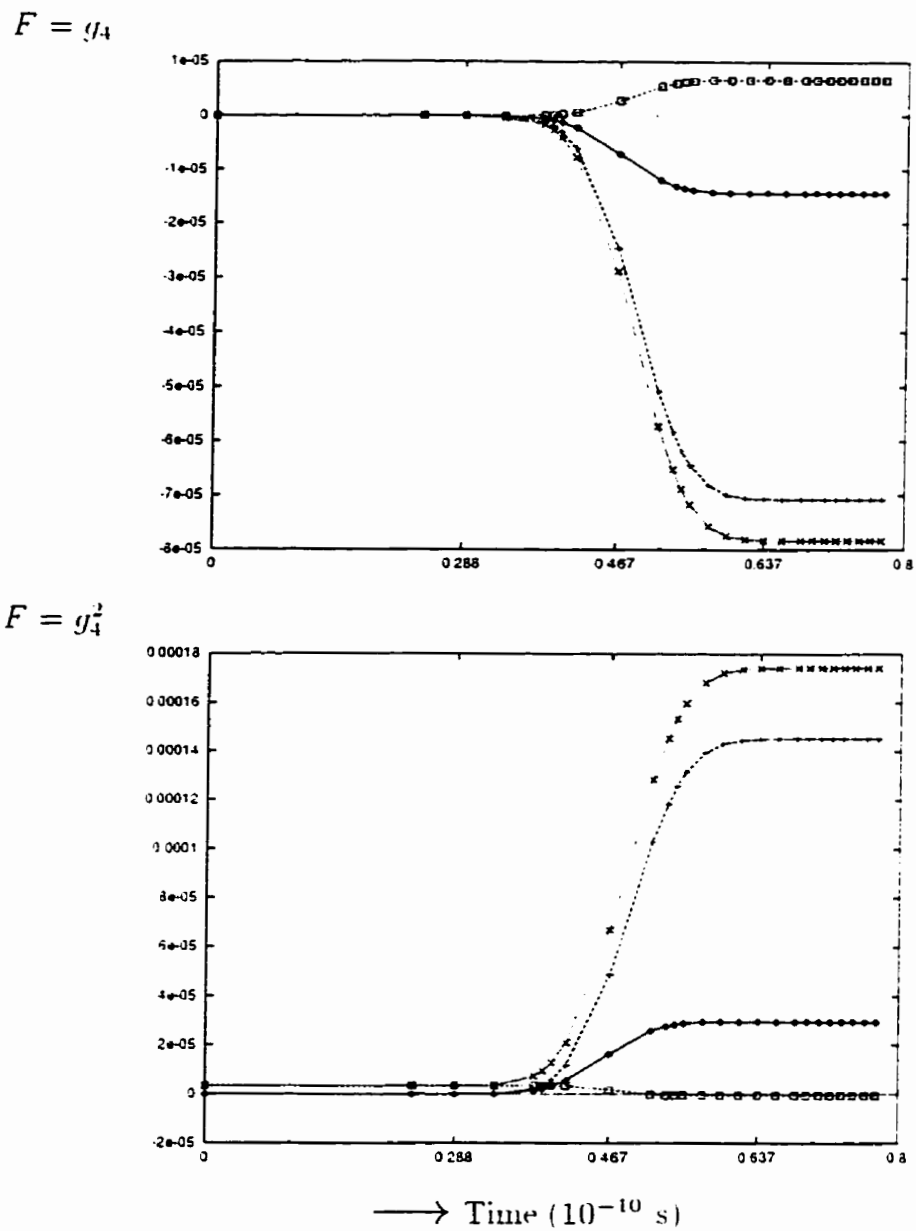 F = g₄
1e-05
0
-1e-05
-2e-05
-3e-05
-4e-05
-5e-05
-6e-05
-7e-05
-8e-05
0 0.288 0.467 0.637 0.8
F = g₄²
0.00018
0.00016
0.00014
0.00012
0.0001
8e-05
6e-05
4e-05
2e-05
0
-2e-05
0 0.288 0.467 0.637 0.8
⟶ Time (10⁻¹⁰ s)